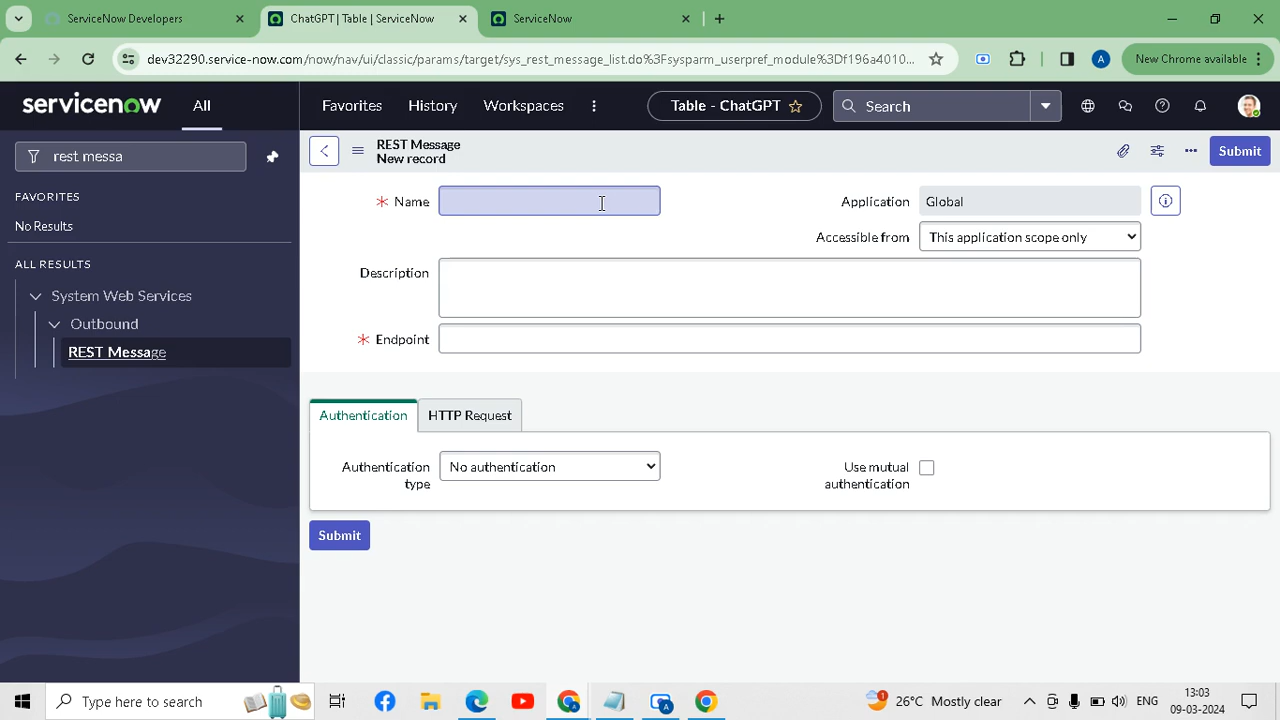 ServiceNow Developers
ChatGPT | Table | ServiceNow
ServiceNow
dev32290.service-now.com/now/nav/ui/classic/params/target/sys_rest_message_list.do%3Fsysparm_userpref_module%3Df196a4010...
A
New Chrome available
servicenow
All
Favorites
History
Workspaces
Table - ChatGPT
Search
rest messa
FAVORITES
No Results
ALL RESULTS
System Web Services
Outbound
REST Message
REST Message
New record
Submit
Name
Application
Global
Accessible from
This application scope only
Description
Endpoint
Authentication
HTTP Request
Authentication type
No authentication
Use mutual authentication
Submit
Type here to search
26°C Mostly clear
ENG
13:03
09-03-2024